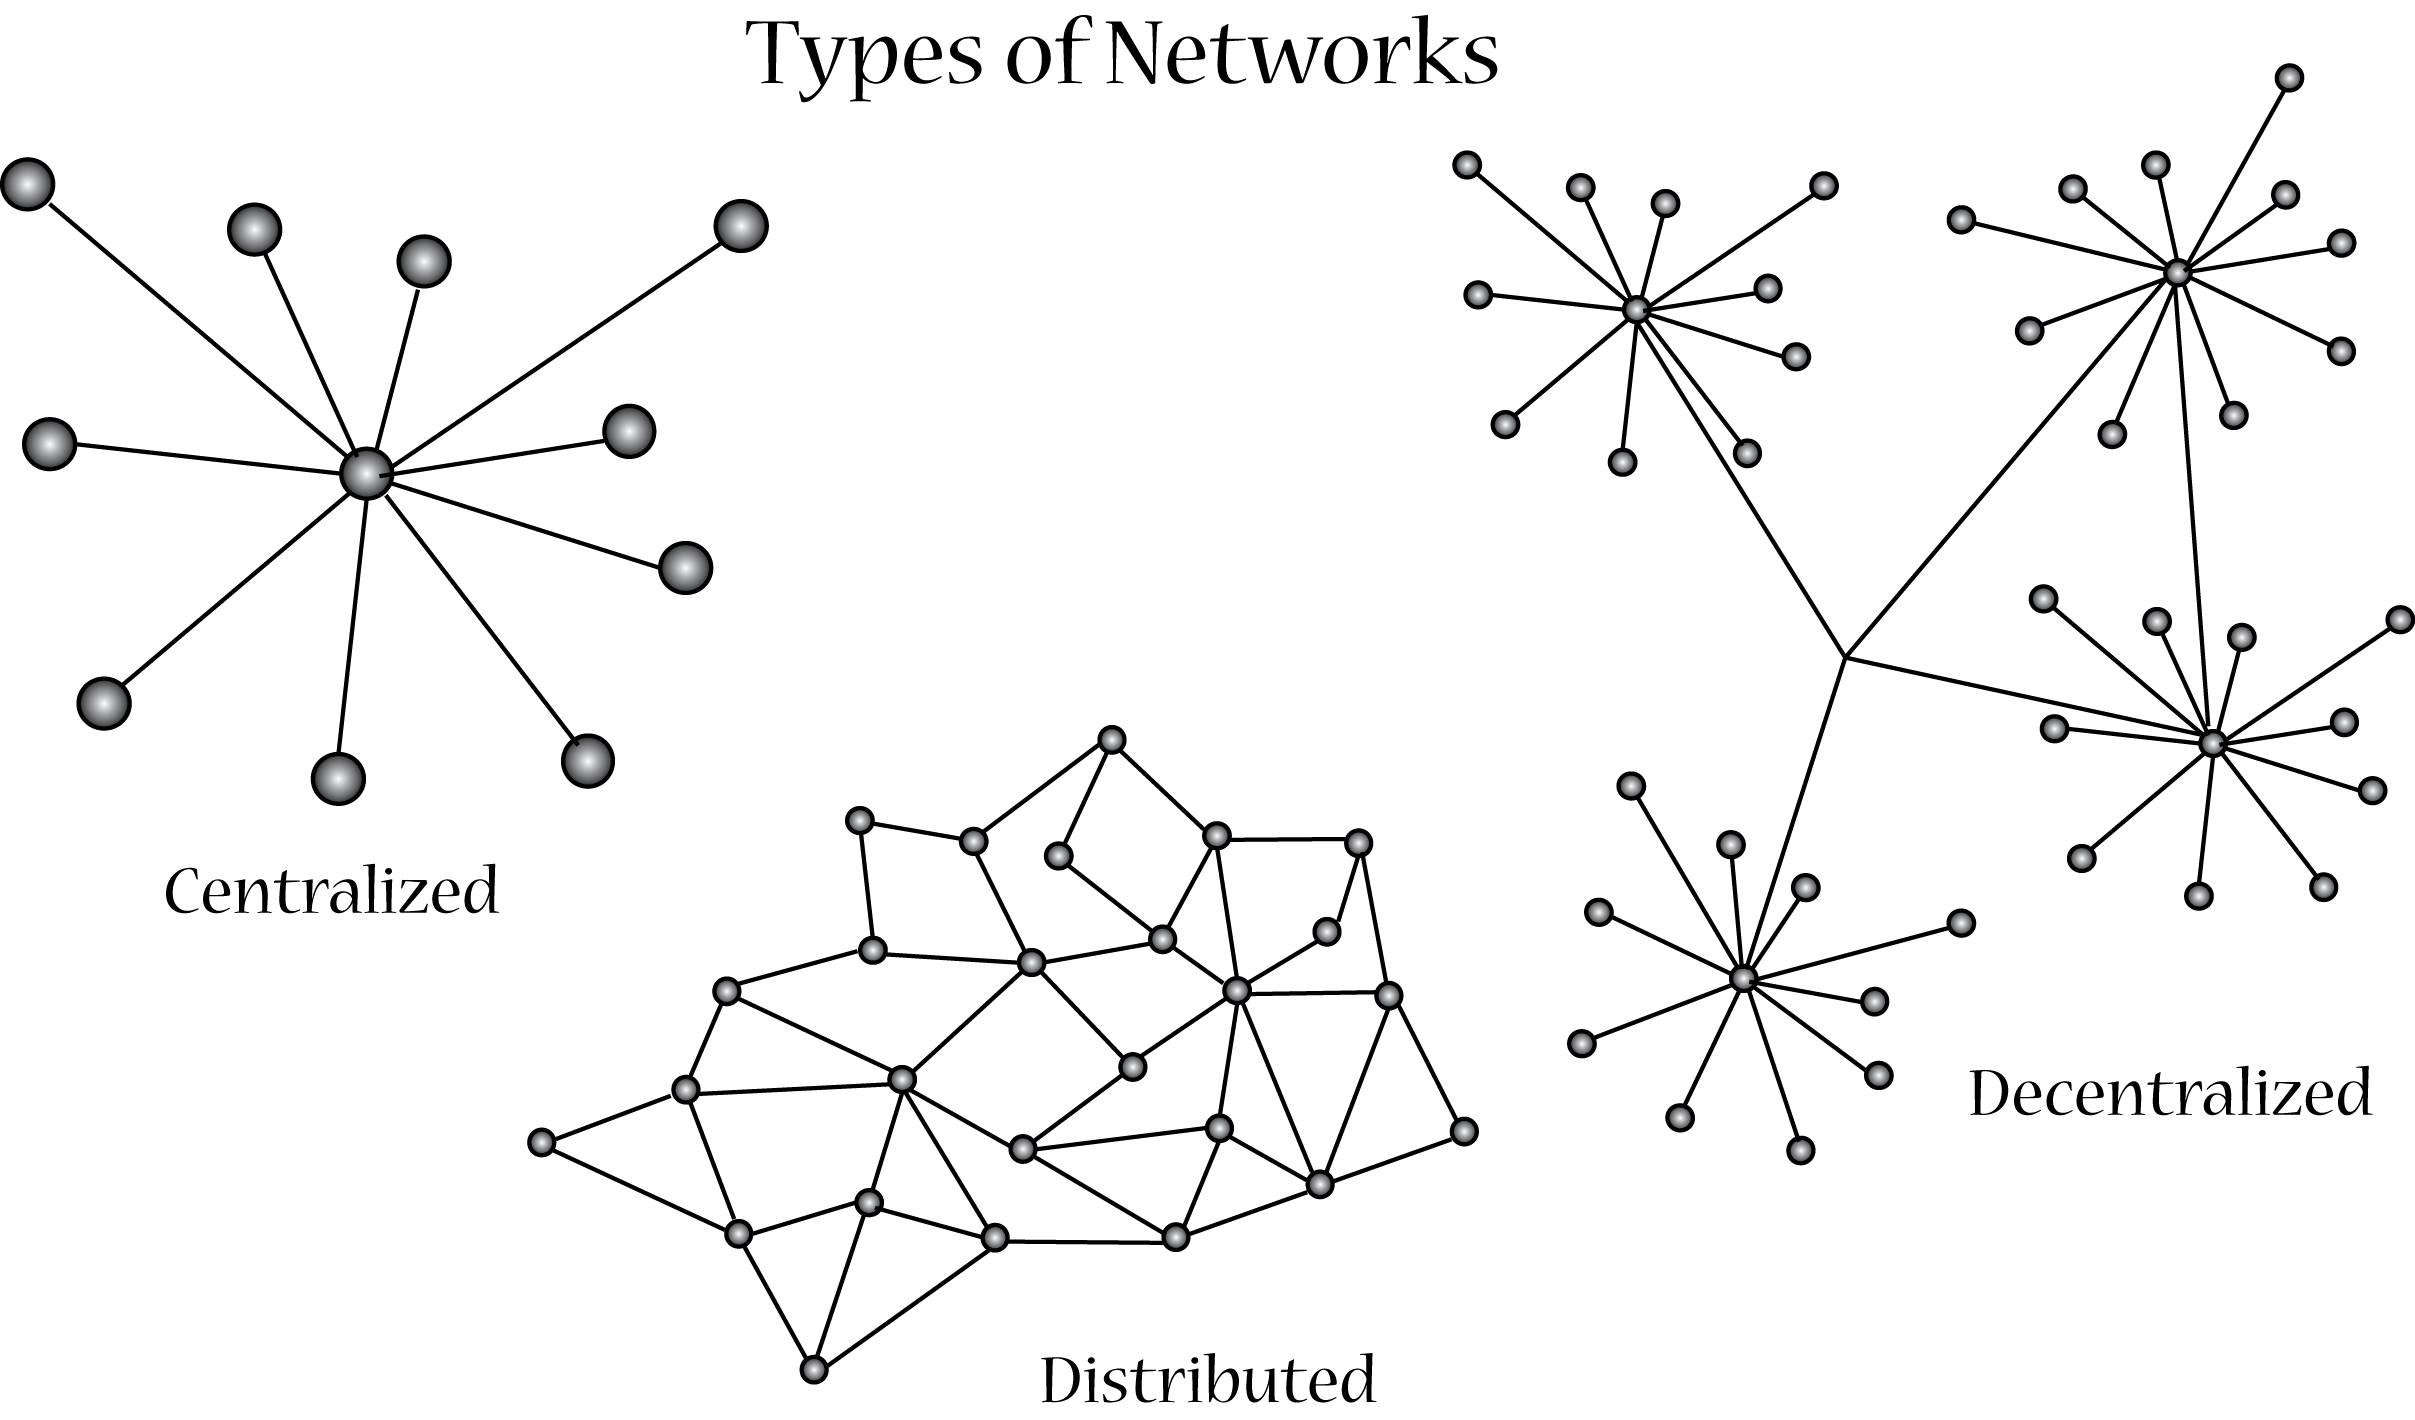 Types of Networks
Centralized
Decentralized
Distributed